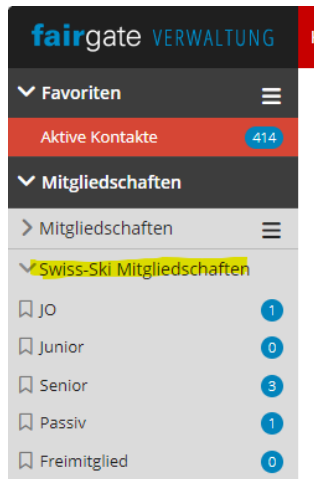 fairgate VERWALTUNG
Favoriten
Aktive Kontakte 414
Mitgliedschaften
Mitgliedschaften
Swiss-Ski Mitgliedschaften
JO 1
Junior 0
Senior 3
Passiv 1
Freimitglied 0